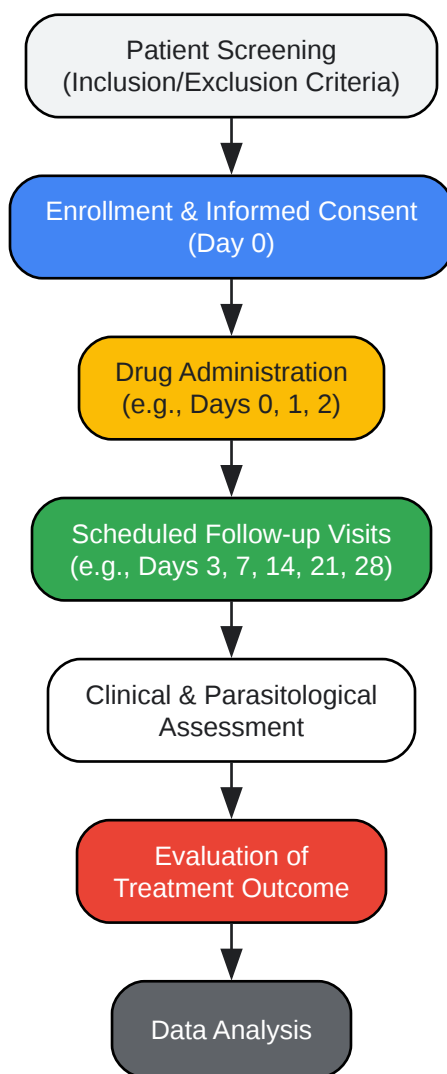 Patient Screening
(Inclusion/Exclusion Criteria)
Enrollment & Informed Consent
(Day 0)
Drug Administration
(e.g., Days 0, 1, 2)
Scheduled Follow-up Visits
(e.g., Days 3, 7, 14, 21, 28)
Clinical & Parasitological
Assessment
Evaluation of
Treatment Outcome
Data Analysis